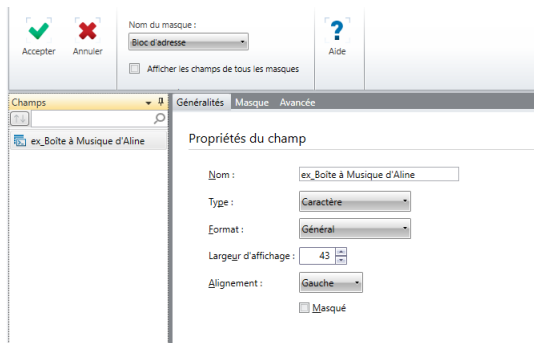 Nom du masque :
Bloc d'adresse
Accepter
Annuler
Afficher les champs de tous les masques
Aide
Champs
Généralités Masque Avancée
ex_Boîte à Musique d'Aline
Propriétés du champ
Nom : ex_Boîte à Musique d'Aline
Type : Caractère
Format : Général
Largeur d'affichage : 43
Alignement : Gauche
Masqué